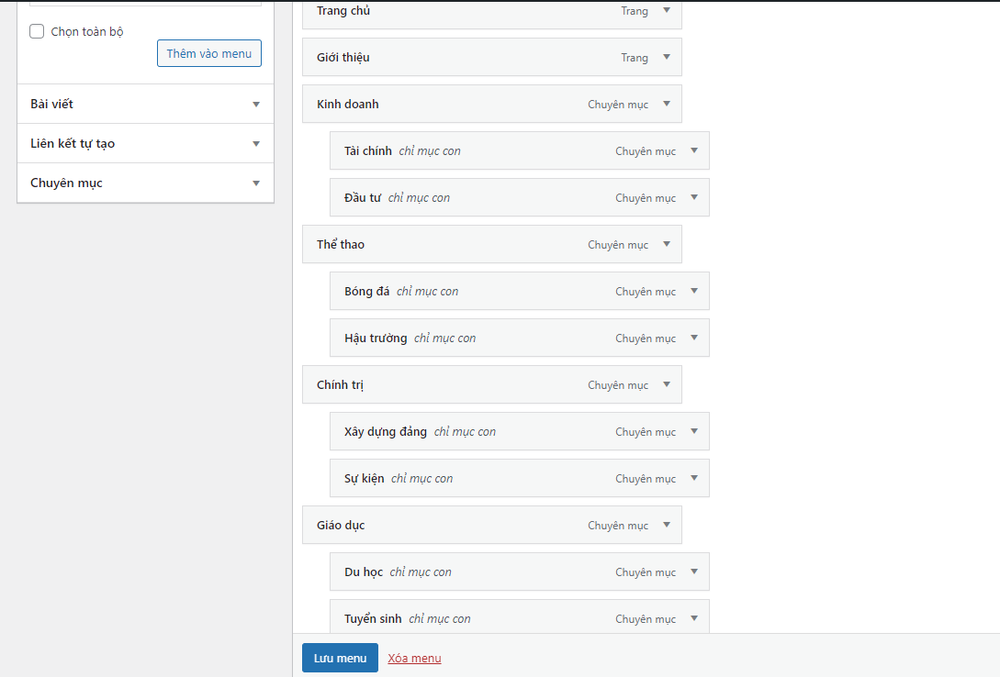 Chọn toàn bộ
Thêm vào menu
Bài viết
Liên kết tự tạo
Chuyên mục
Trang chủ Trang
Giới thiệu Trang
Kinh doanh Chuyên mục
Tài chính chỉ mục con Chuyên mục
Đầu tư chỉ mục con Chuyên mục
Thể thao Chuyên mục
Bóng đá chỉ mục con Chuyên mục
Hậu trường chỉ mục con Chuyên mục
Chính trị Chuyên mục
Xây dựng đảng chỉ mục con Chuyên mục
Sự kiện chỉ mục con Chuyên mục
Giáo dục Chuyên mục
Du học chỉ mục con Chuyên mục
Tuyển sinh chỉ mục con Chuyên mục
Lưu menu Xóa menu